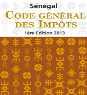 Sénégal
Code général
des Impôts
1ère Edition 2013